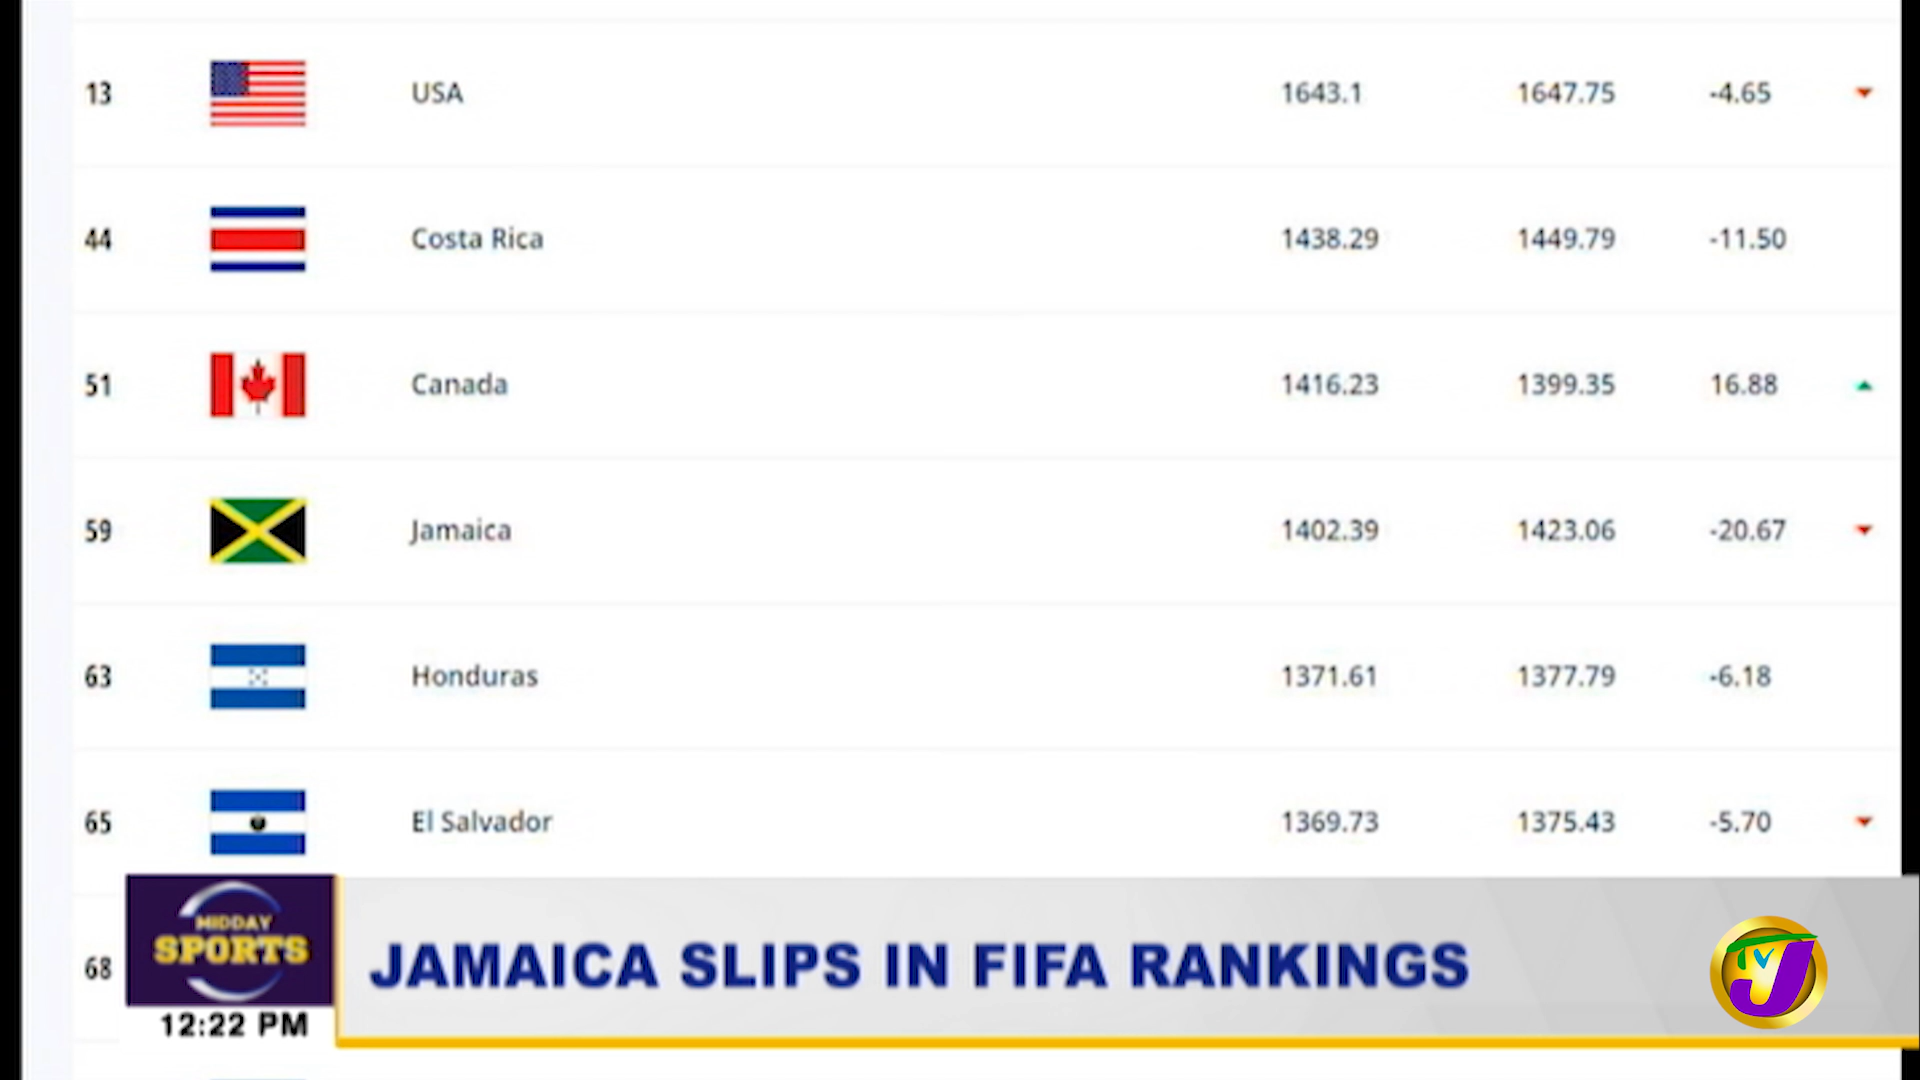 13 USA 1643.1 1647.75 -4.65
44 Costa Rica 1438.29 1449.79 -11.50
51 Canada 1416.23 1399.35 16.88
59 Jamaica 1402.39 1423.06 -20.67
63 Honduras 1371.61 1377.79 -6.18
65 El Salvador 1369.73 1375.43 -5.70
68
MIDDAY
SPORTS
12:22 PM
JAMAICA SLIPS IN FIFA RANKINGS
TVJ